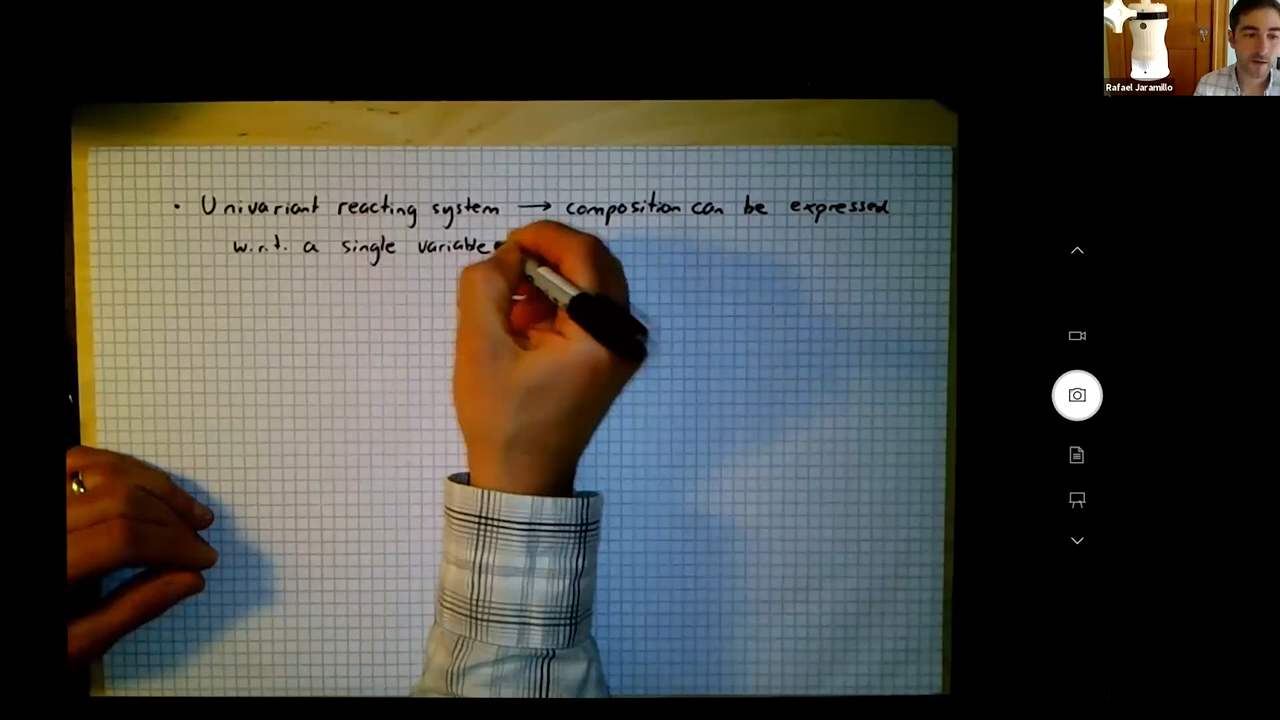 Rafael Jaramillo
• Univariant reacting system → composition can be expressed
w.r.t. a single variable